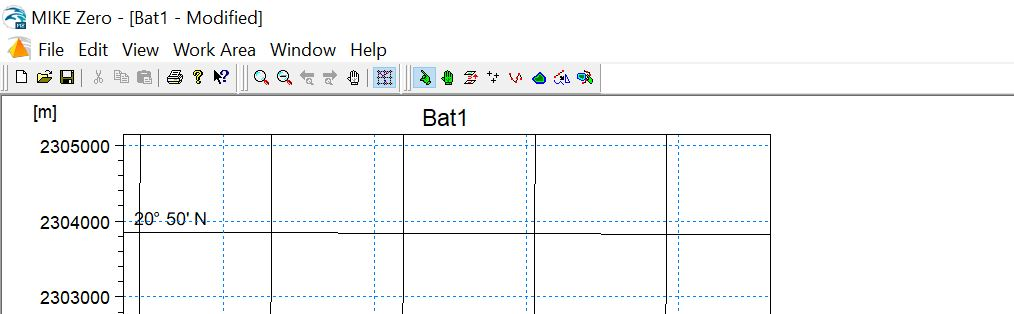 MIKE Zero - [Bat1 - Modified]
File Edit View Work Area Window Help
[m]
Bat1
2305000
2304000
20° 50' N
2303000